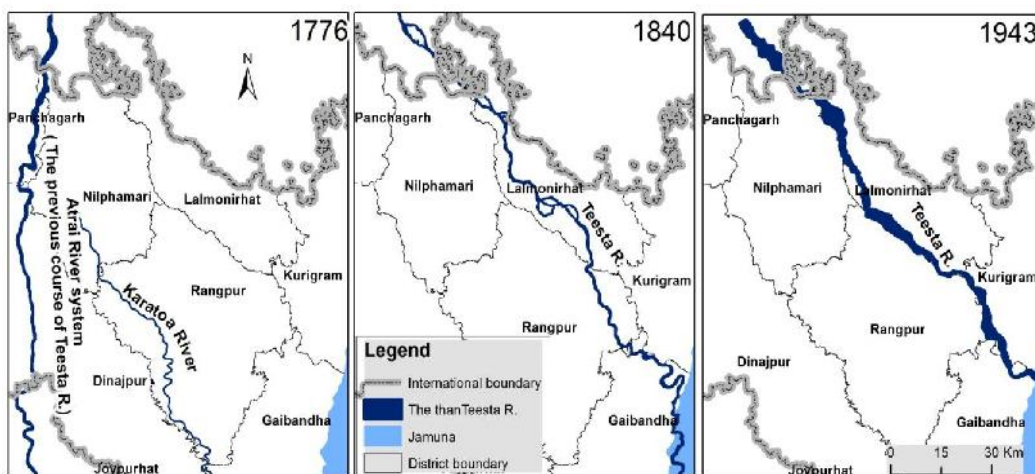 1776
N
Panchagarh
( The previous course of Teesta R.)
Atrai River system
Nilphamari
Lalmonirhat
Kurigram
Rangpur
Karatoa River
Dinajpur
Gaibandha
Joypurhat
1840
Panchagarh
Nilphamari
Lalmonirhat
Teesta R.
Kurigram
Rangpur
Gaibandha
Legend
International boundary
The thanTeesta R.
Jamuna
District boundary
1943
Panchagarh
Nilphamari
Lalmonirhat
Teesta R.
Kurigram
Rangpur
Dinajpur
Gaibandha
Joypurhat
0 15 30 Km